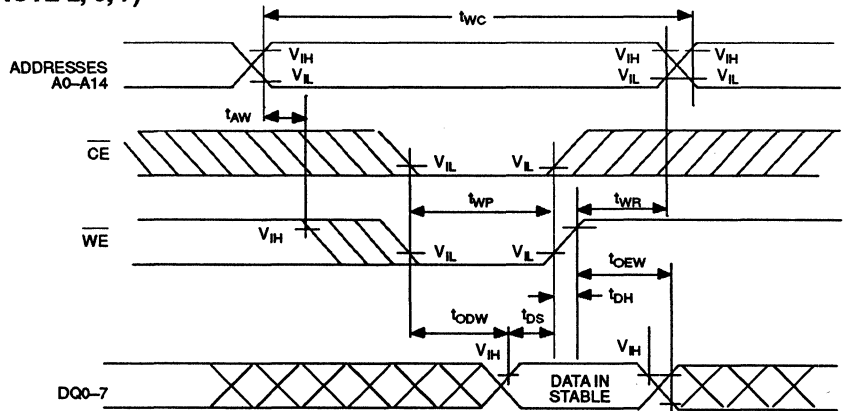 tWC
VIH VIH VIH
ADDRESSES
A0–A14
VIL VIL VIL
tAW
CE
VIL VIL
tWP tWR
WE
VIH
VIL VIL
tOEW
tDH
tODW tDS
VIH VIH
DQ0–7
DATA IN
STABLE